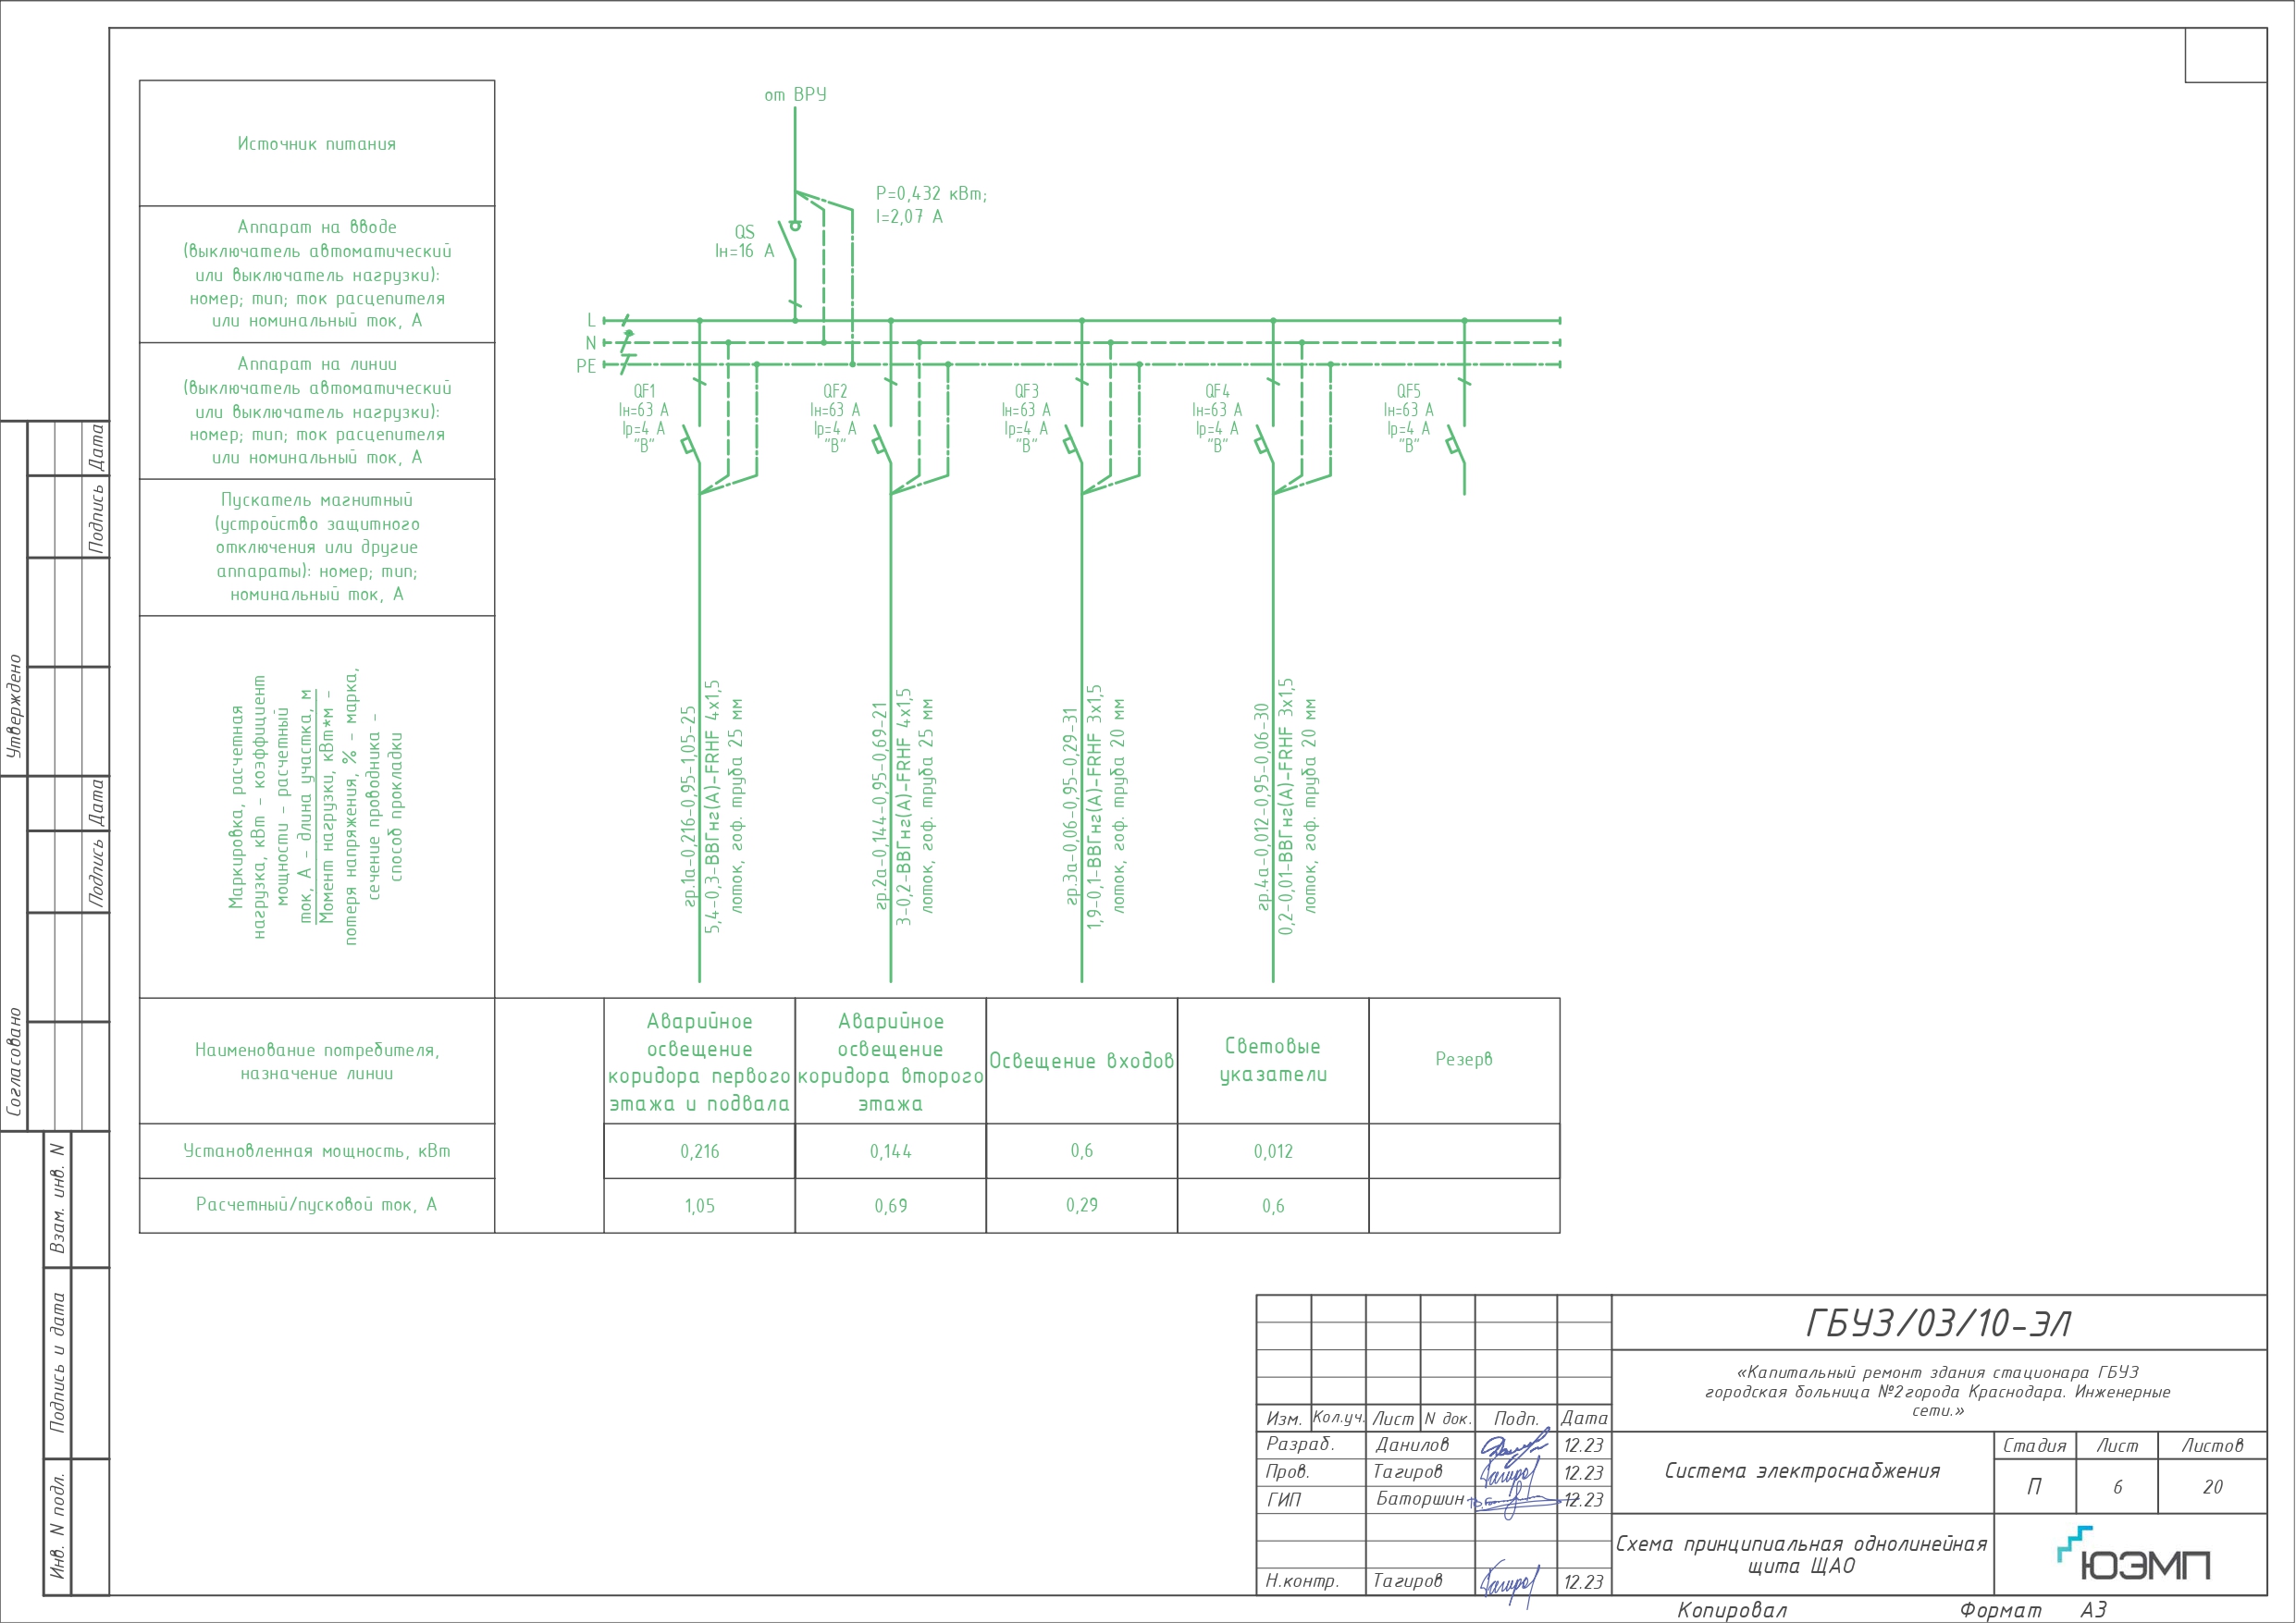 от ВРУ
P=0,432 кВт;
I=2,07 А
QS
Iн=16 А
L
N
PE
QF1
Iн=63 А
Iр=4 А
"В"
QF2
Iн=63 А
Iр=4 А
"В"
QF3
Iн=63 А
Iр=4 А
"В"
QF4
Iн=63 А
Iр=4 А
"В"
QF5
Iн=63 А
Iр=4 А
"В"
Источник питания
Аппарат на вводе
(выключатель автоматический
или выключатель нагрузки):
номер; тип; ток расцепителя
или номинальный ток, А
Аппарат на линии
(выключатель автоматический
или выключатель нагрузки):
номер; тип; ток расцепителя
или номинальный ток, А
Пускатель магнитный
(устройство защитного
отключения или другие
аппараты): номер; тип;
номинальный ток, А
Маркировка, расчетная
нагрузка, кВт - коэффициент
мощности - расчетный
ток, А - длина участка, м
Момент нагрузки, кВт*м -
потеря напряжения, % - марка,
сечение проводника -
способ прокладки
гр.1а-0,216-0,95-1,05-25
5,4-0,3-ВВГнг(А)-FRHF 4х1,5
лоток, гоф. труба 25 мм
гр.2а-0,144-0,95-0,69-21
3-0,2-ВВГнг(А)-FRHF 4х1,5
лоток, гоф. труба 25 мм
гр.3а-0,06-0,95-0,29-31
1,9-0,1-ВВГнг(А)-FRHF 3х1,5
лоток, гоф. труба 20 мм
гр.4а-0,012-0,95-0,06-30
0,2-0,01-ВВГнг(А)-FRHF 3х1,5
лоток, гоф. труба 20 мм
Наименование потребителя,
назначение линии
Аварийное
освещение
коридора первого
этажа и подвала
Аварийное
освещение
коридора второго
этажа
Освещение входов
Световые
указатели
Резерв
Установленная мощность, кВт
0,216
0,144
0,6
0,012
Расчетный/пусковой ток, А
1,05
0,69
0,29
0,6
Утверждено
Подпись
Дата
Согласовано
Подпись
Дата
Взам. инв. N
Подпись и дата
Инв. N подл.
ГБУЗ/03/10-ЭЛ
«Капитальный ремонт здания стационара ГБУЗ
городская больница №2города Краснодара. Инженерные
сети.»
Изм. Кол.уч. Лист N док. Подп. Дата
Разраб. Данилов 12.23
Пров. Тагиров 12.23
ГИП Баторшин 12.23
Н.контр. Тагиров 12.23
Система электроснабжения
Стадия Лист Листов
П 6 20
Схема принципиальная однолинейная
щита ЩАО
ЮЭМП
Копировал Формат А3